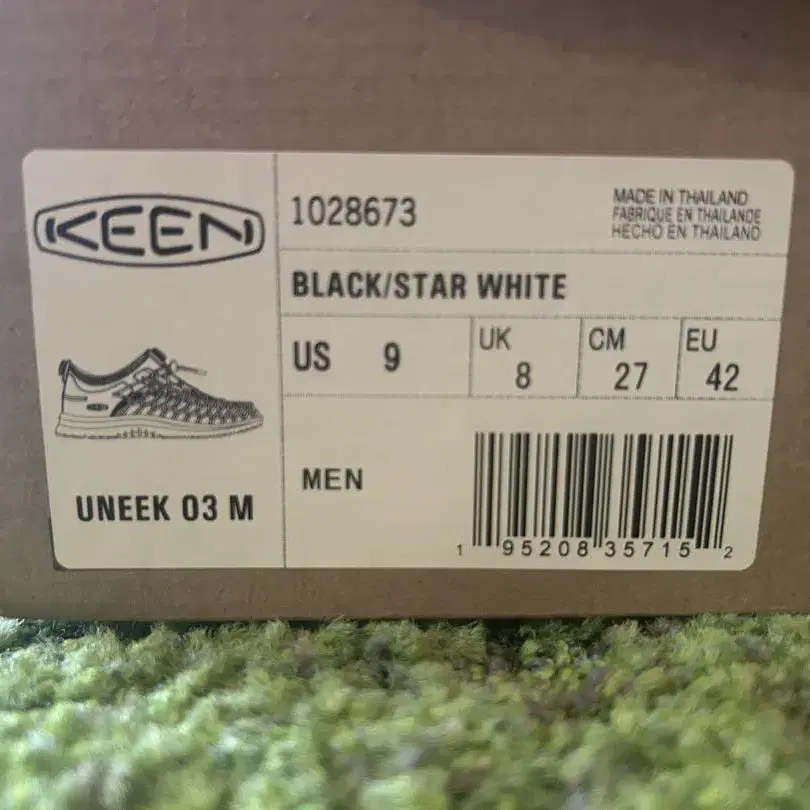 KEEN
1028673
MADE IN THAILAND
FABRIQUE EN THAILANDE
HECHO EN THAILAND
BLACK/STAR WHITE
US 9
UK 8
CM 27
EU 42
UNEEK 03 M
MEN
1 95208 35715 2